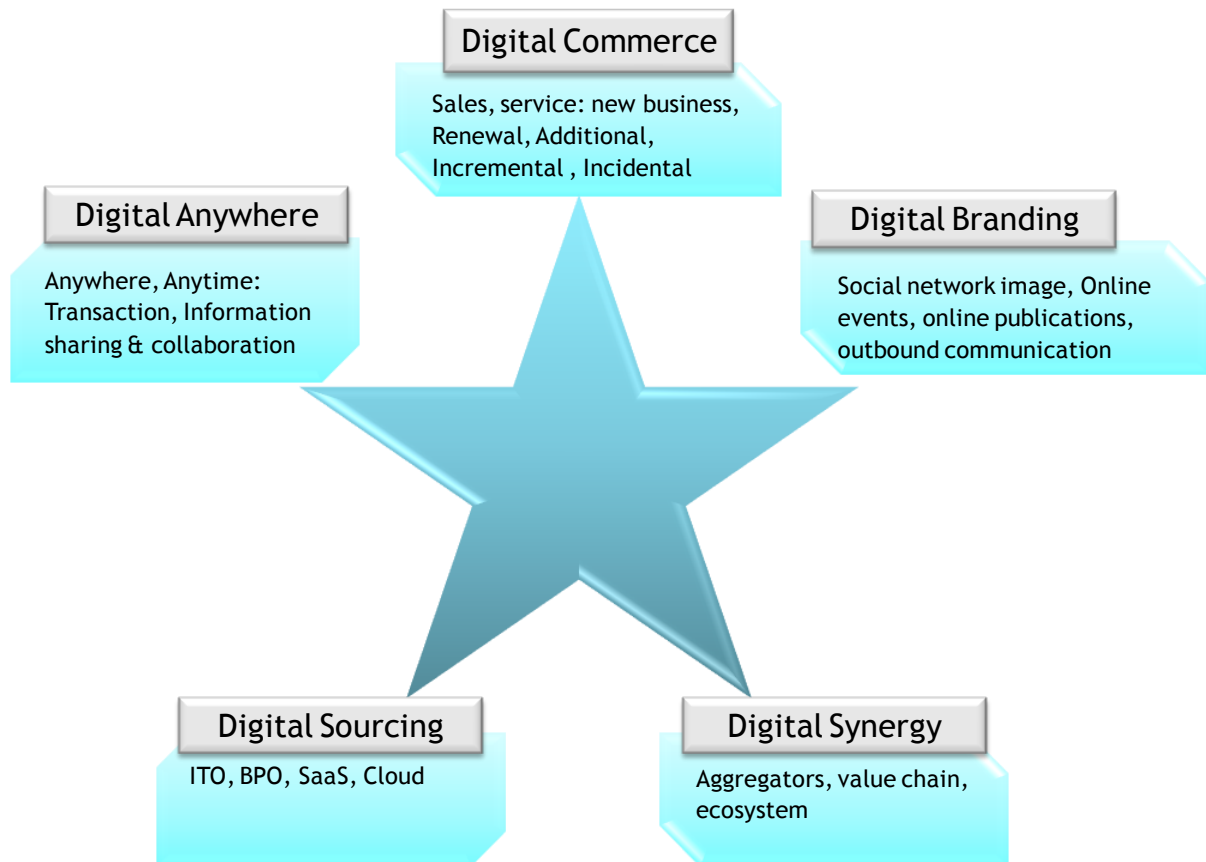 Digital Commerce
Sales, service: new business,
Renewal, Additional,
Incremental , Incidental
Digital Anywhere
Anywhere, Anytime:
Transaction, Information
sharing & collaboration
Digital Branding
Social network image, Online
events, online publications,
outbound communication
Digital Sourcing
ITO, BPO, SaaS, Cloud
Digital Synergy
Aggregators, value chain,
ecosystem